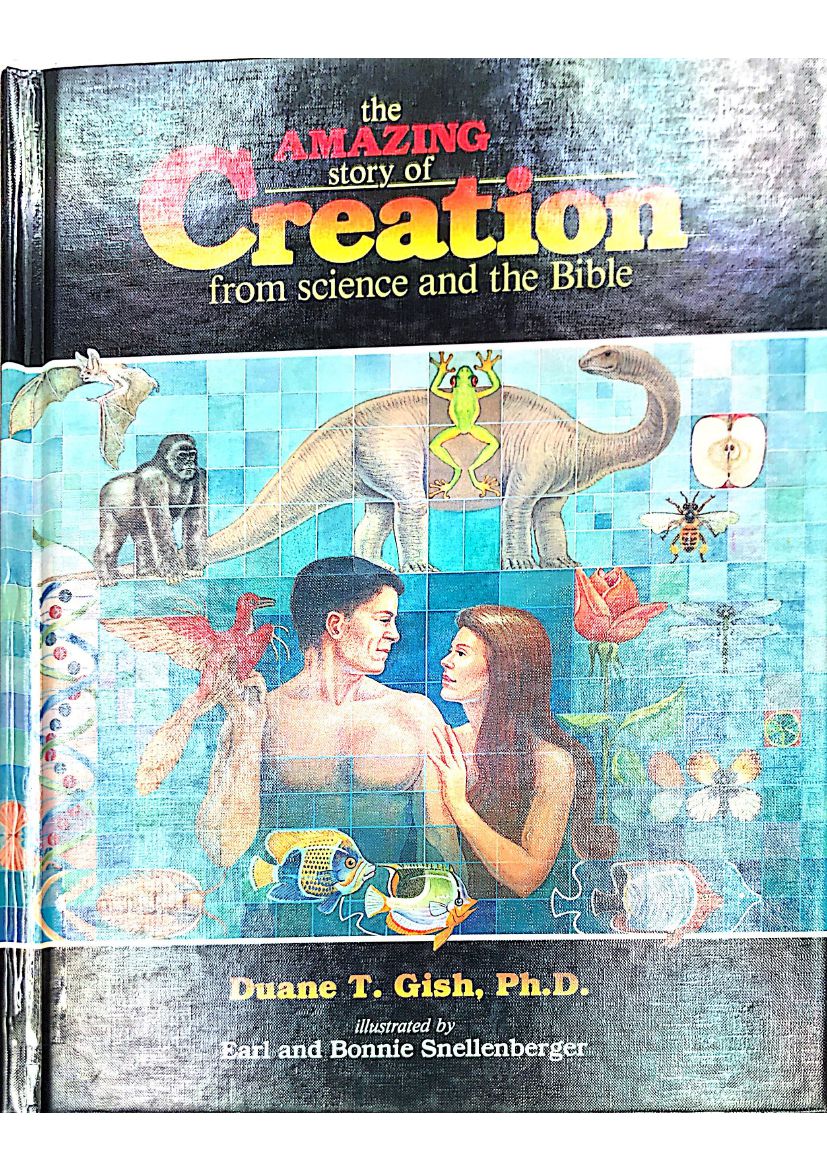 the
AMAZING
story of
Creation
from science and the Bible
Duane T. Gish, Ph.D.
illustrated by
Earl and Bonnie Snellenberger